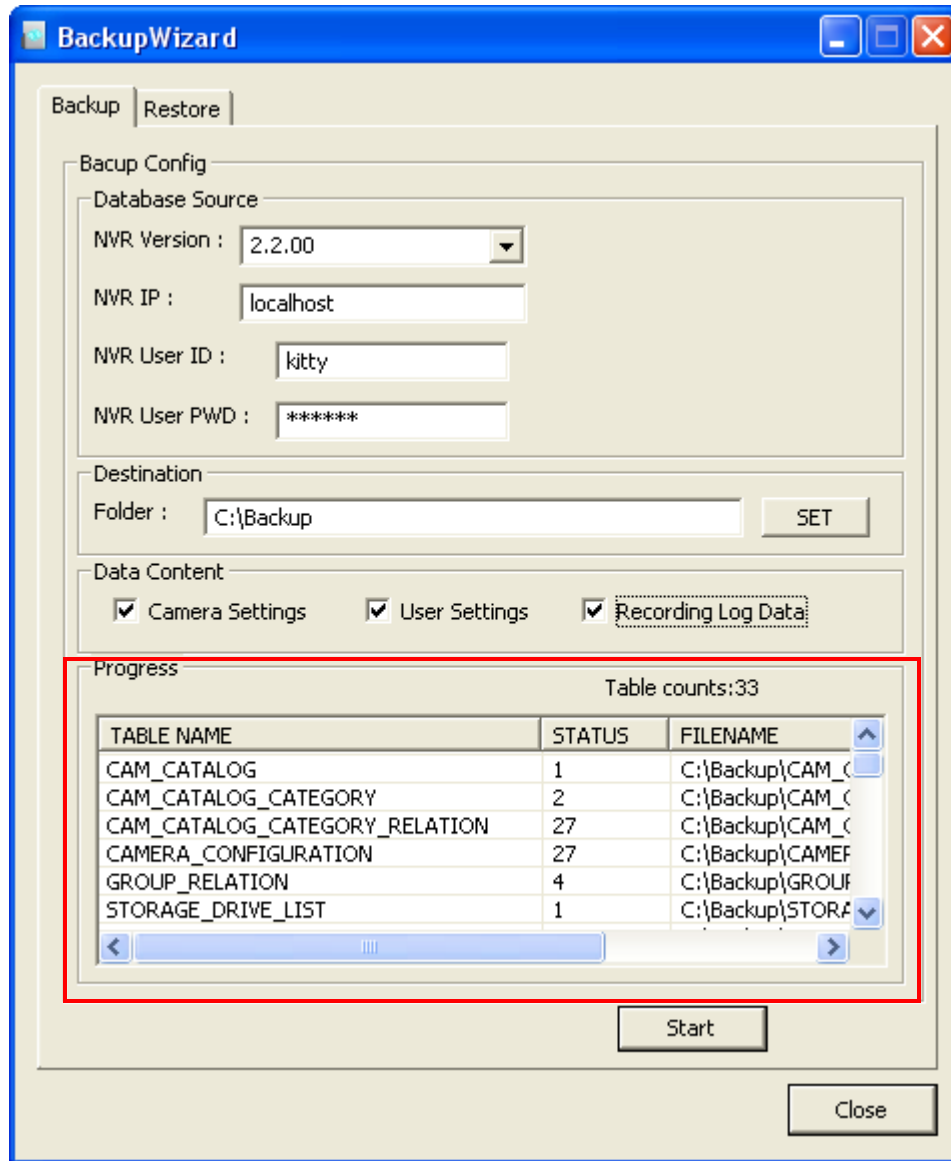 BackupWizard
Backup Restore
Bacup Config
Database Source
NVR Version : 2.2.00
NVR IP : localhost
NVR User ID : kitty
NVR User PWD : ******
Destination
Folder : C:\Backup SET
Data Content
Camera Settings User Settings Recording Log Data
Progress
Table counts:33
TABLE NAME STATUS FILENAME
CAM_CATALOG 1 C:\Backup\CAM_C
CAM_CATALOG_CATEGORY 2 C:\Backup\CAM_C
CAM_CATALOG_CATEGORY_RELATION 27 C:\Backup\CAM_C
CAMERA_CONFIGURATION 27 C:\Backup\CAMER
GROUP_RELATION 4 C:\Backup\GROUP
STORAGE_DRIVE_LIST 1 C:\Backup\STORA
Start
Close